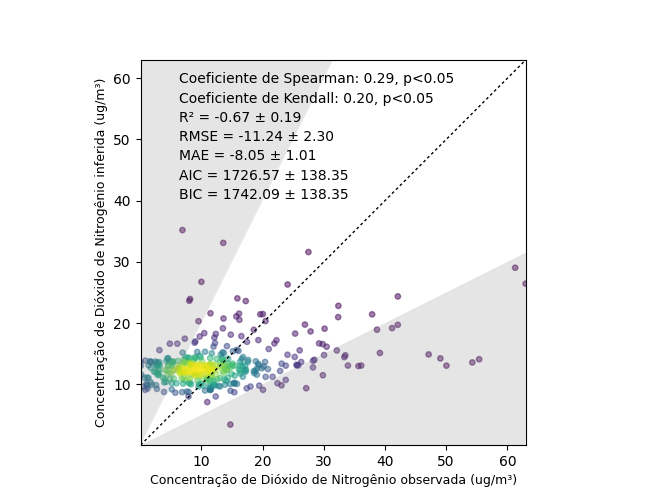 Coeficiente de Spearman: 0.29, p<0.05
Coeficiente de Kendall: 0.20, p<0.05
R² = -0.67 ± 0.19
RMSE = -11.24 ± 2.30
MAE = -8.05 ± 1.01
AIC = 1726.57 ± 138.35
BIC = 1742.09 ± 138.35
Concentração de Dióxido de Nitrogênio inferida (ug/m³)
60
50
40
30
20
10
10 20 30 40 50 60
Concentração de Dióxido de Nitrogênio observada (ug/m³)